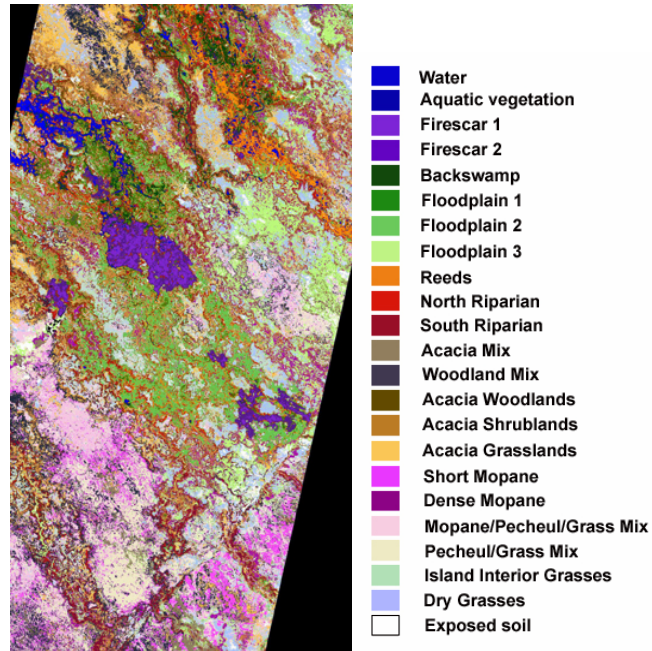 Water
Aquatic vegetation
Firescar 1
Firescar 2
Backswamp
Floodplain 1
Floodplain 2
Floodplain 3
Reeds
North Riparian
South Riparian
Acacia Mix
Woodland Mix
Acacia Woodlands
Acacia Shrublands
Acacia Grasslands
Short Mopane
Dense Mopane
Mopane/Pecheul/Grass Mix
Pecheul/Grass Mix
Island Interior Grasses
Dry Grasses
Exposed soil